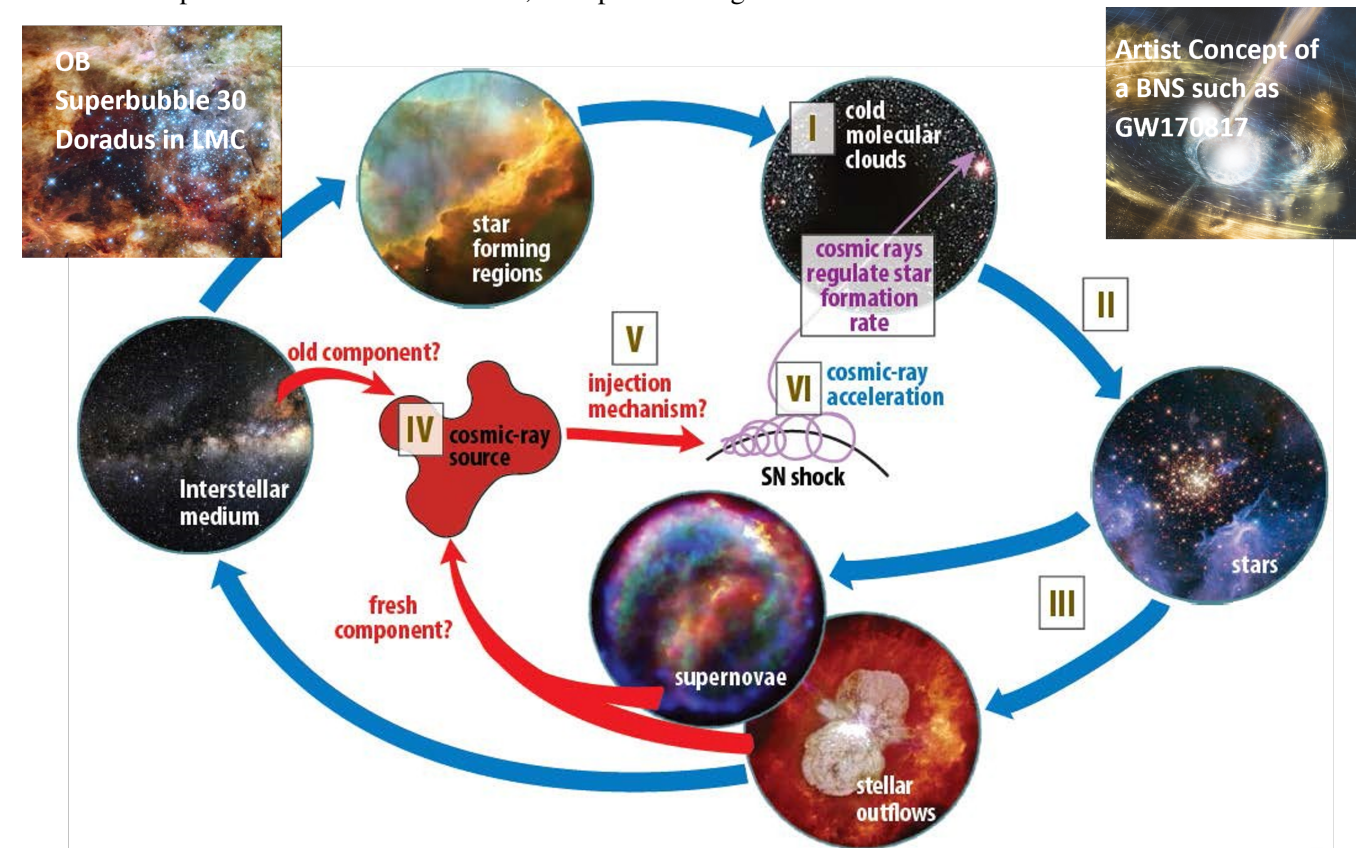 OB
Superbubble 30
Doradus in LMC
Artist Concept of
a BNS such as
GW170817
star
forming
regions
I
cold
molecular
clouds
cosmic rays
regulate star
formation
rate
II
old component?
V
injection
mechanism?
VI
cosmic-ray
acceleration
IV
cosmic-ray
source
SN shock
Interstellar
medium
stars
III
fresh
component?
supernovae
stellar
outflows